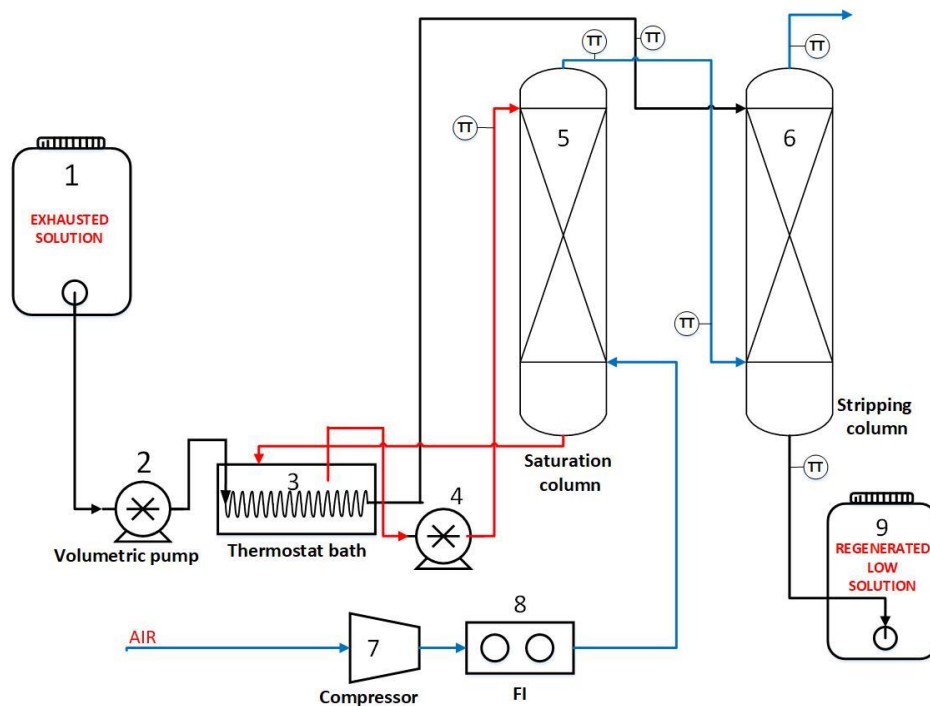 TT
TT
TT
TT
5
6
1
EXHAUSTED
SOLUTION
TT
TT
Stripping
column
2
3
4
Saturation
column
TT
Volumetric pump
Thermostat bath
9
REGENERATED
LOW
SOLUTION
8
AIR
7
Compressor
FI